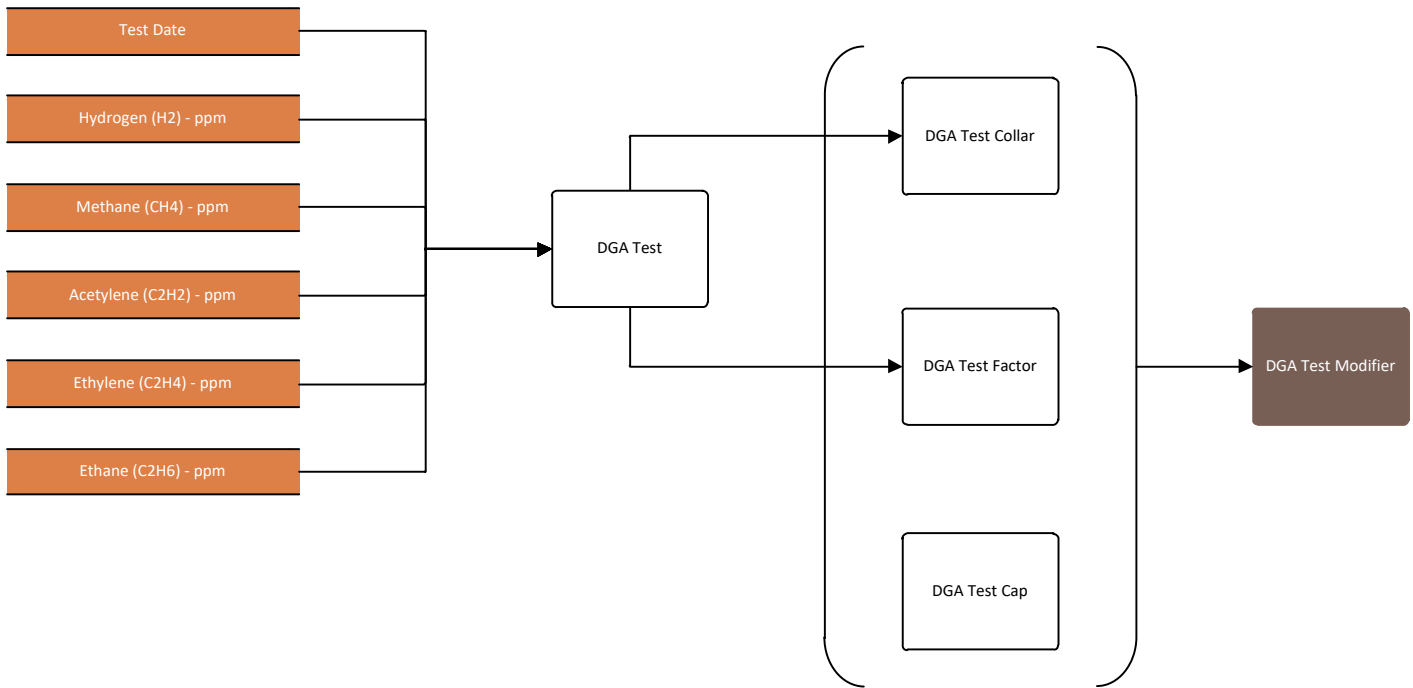 Test Date
Hydrogen (H2) - ppm
Methane (CH4) - ppm
Acetylene (C2H2) - ppm
Ethylene (C2H4) - ppm
Ethane (C2H6) - ppm
DGA Test
DGA Test Collar
DGA Test Factor
DGA Test Cap
DGA Test Modifier